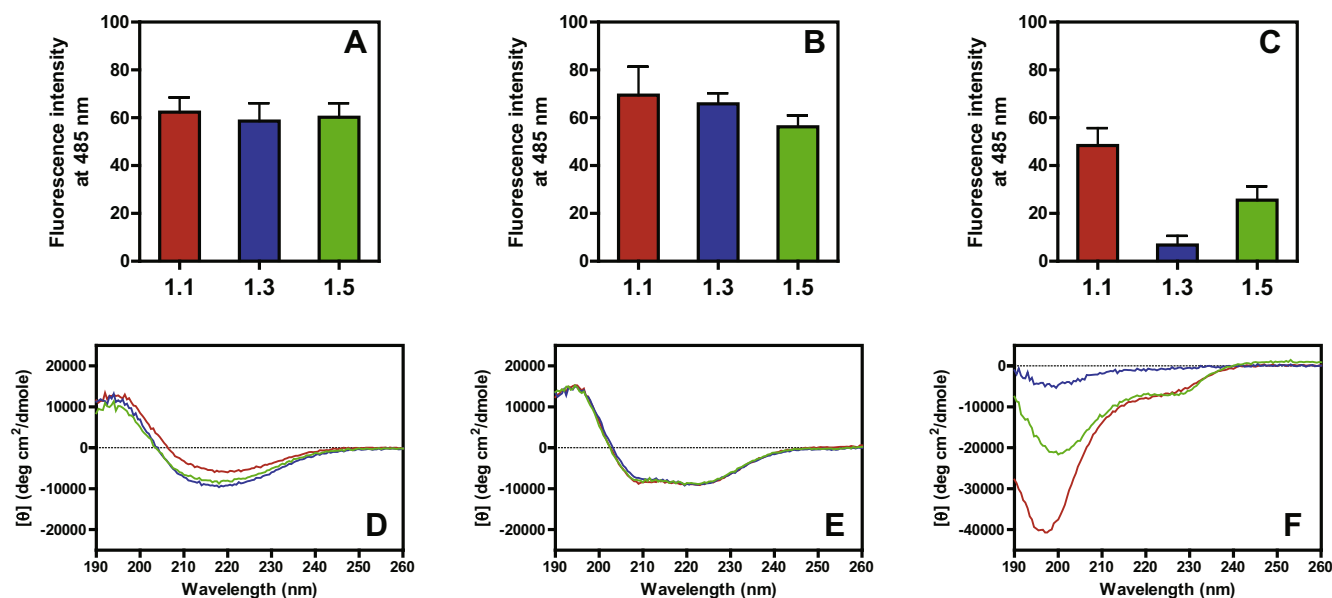 A
Fluorescence intensity
at 485 nm
100
80
60
40
20
0
1.1 1.3 1.5
B
Fluorescence intensity
at 485 nm
100
80
60
40
20
0
1.1 1.3 1.5
C
Fluorescence intensity
at 485 nm
100
80
60
40
20
0
1.1 1.3 1.5
D
[θ] (deg cm²/dmole)
20000
10000
0
-10000
-20000
190 200 210 220 230 240 250 260
Wavelength (nm)
E
[θ] (deg cm²/dmole)
20000
10000
0
-10000
-20000
190 200 210 220 230 240 250 260
Wavelength (nm)
F
[θ] (deg cm²/dmole)
0
-10000
-20000
-30000
-40000
190 200 210 220 230 240 250 260
Wavelength (nm)